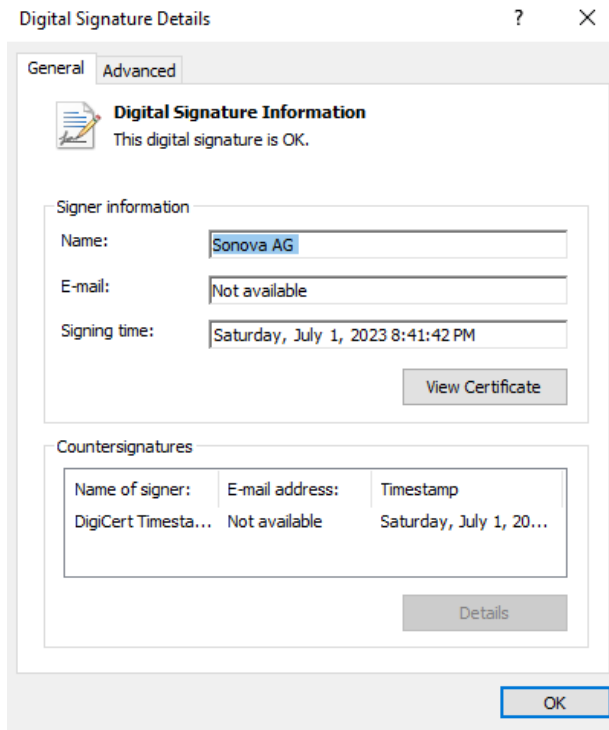 Digital Signature Details ? ×
General Advanced
Digital Signature Information
This digital signature is OK.
Signer information
Name: Sonova AG
E-mail: Not available
Signing time: Saturday, July 1, 2023 8:41:42 PM
View Certificate
Countersignatures
Name of signer: E-mail address: Timestamp
DigiCert Timesta... Not available Saturday, July 1, 20...
Details
OK